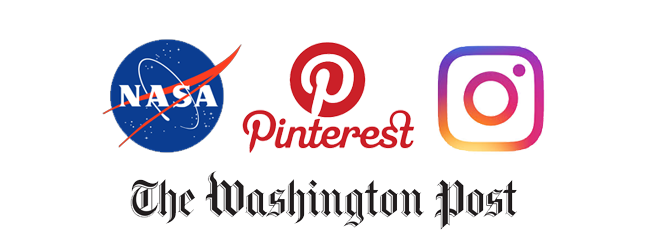 NASA
Pinterest
The Washington Post